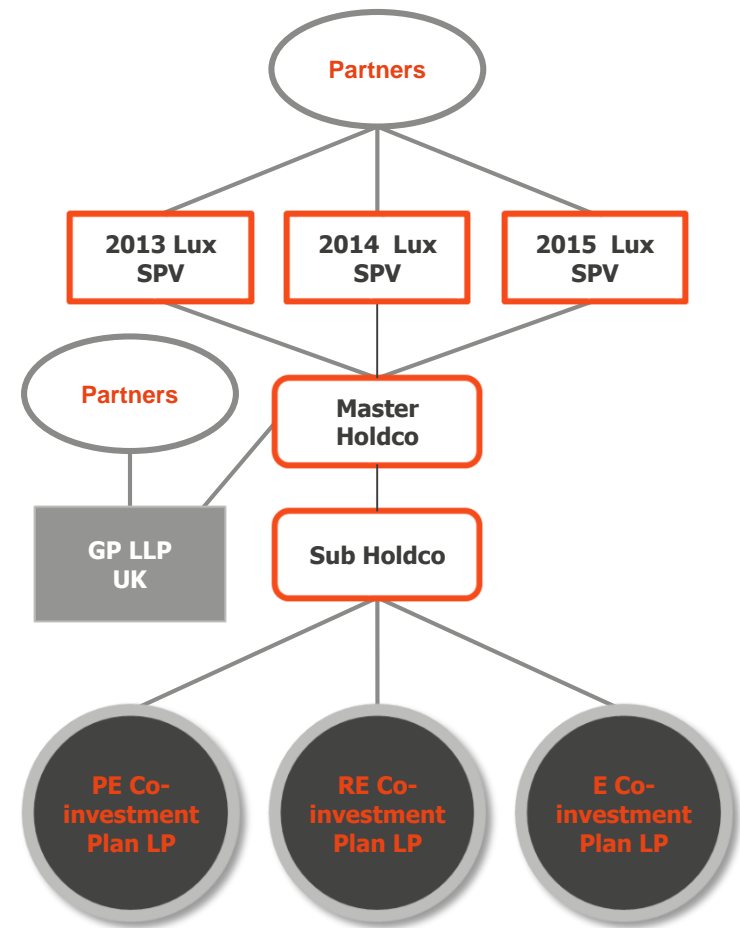 Partners
2013 Lux
SPV
2014 Lux
SPV
2015 Lux
SPV
Partners
Master
Holdco
GP LLP
UK
Sub Holdco
PE Co-
investment
Plan LP
RE Co-
investment
Plan LP
E Co-
investment
Plan LP